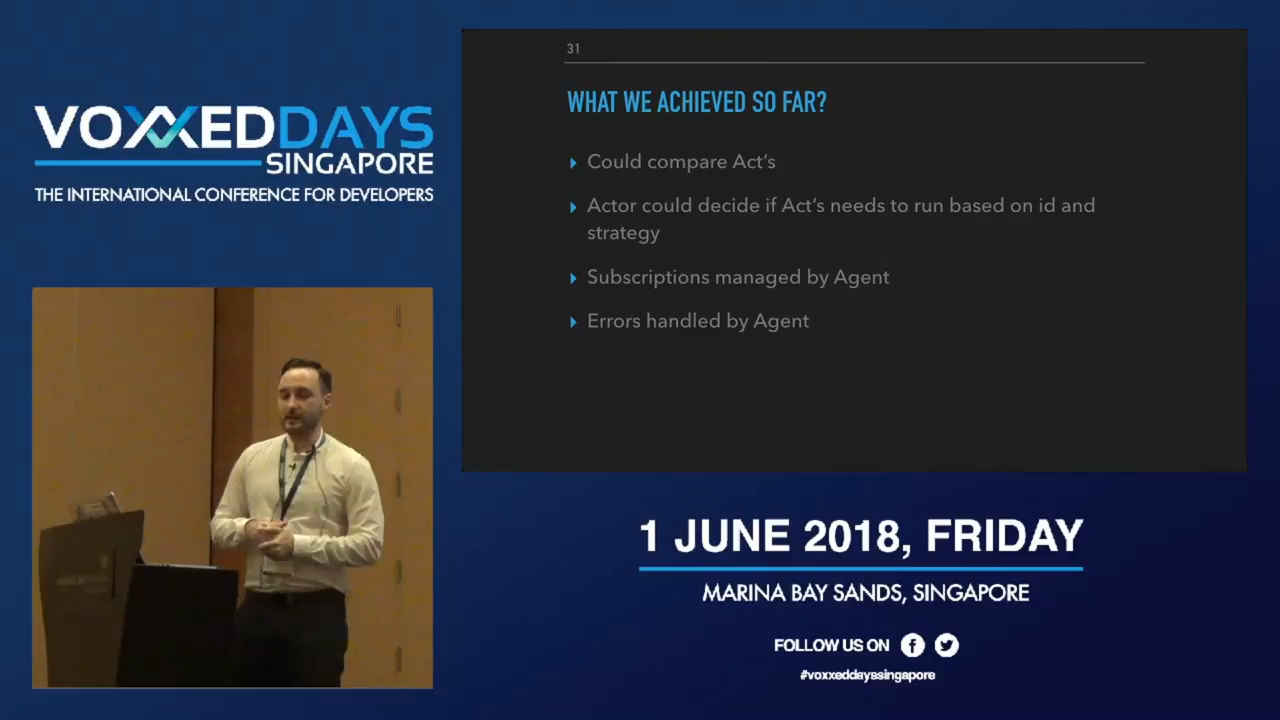 VOXXEDDAYS
SINGAPORE
THE INTERNATIONAL CONFERENCE FOR DEVELOPERS
31
WHAT WE ACHIEVED SO FAR?
Could compare Act's
Actor could decide if Act's needs to run based on id and
strategy
Subscriptions managed by Agent
Errors handled by Agent
1 JUNE 2018, FRIDAY
MARINA BAY SANDS, SINGAPORE
FOLLOW US ON
#voxxeddayssingapore